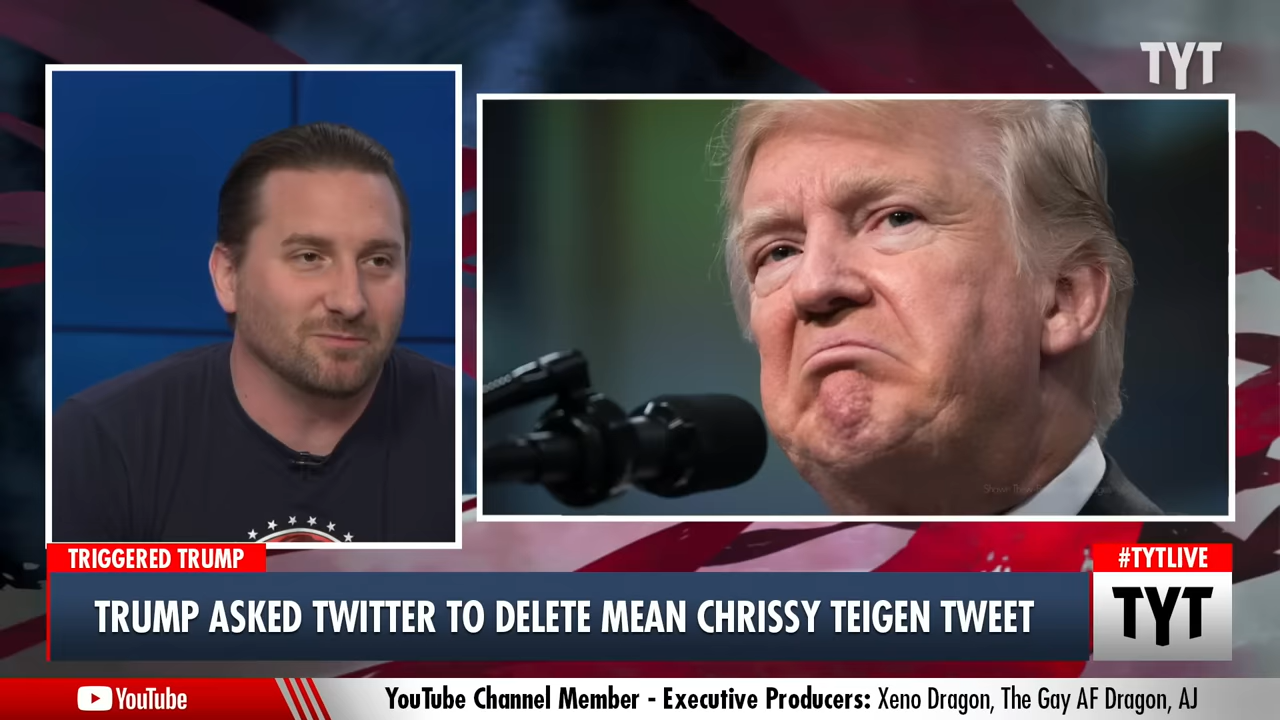 TYT
TRIGGERED TRUMP
#TYTLIVE
TRUMP ASKED TWITTER TO DELETE MEAN CHRISSY TEIGEN TWEET
TYT
YouTube
YouTube Channel Member - Executive Producers: Xeno Dragon, The Gay AF Dragon, AJ